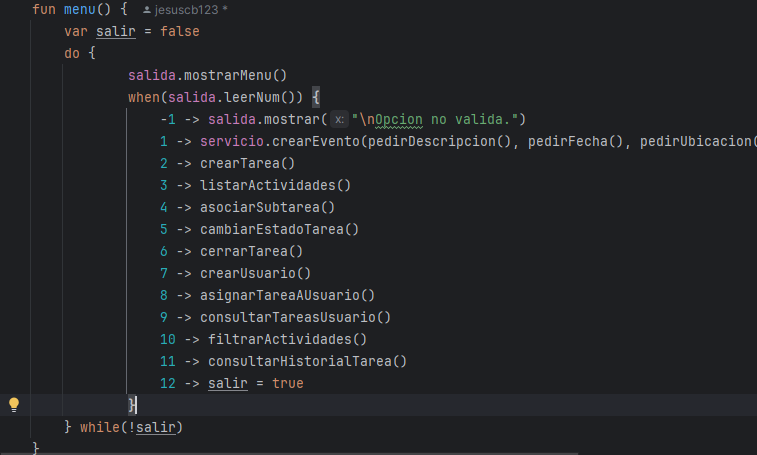 fun menu() { jesuscb123 *
var salir = false
do {
salida.mostrarMenu()
when(salida.leerNum()) {
-1 -> salida.mostrar( x: "\nOpcion no valida.")
1 -> servicio.crearEvento(pedirDescripcion(), pedirFecha(), pedirUbicacion(
2 -> crearTarea()
3 -> listarActividades()
4 -> asociarSubtarea()
5 -> cambiarEstadoTarea()
6 -> cerrarTarea()
7 -> crearUsuario()
8 -> asignarTareaAUsuario()
9 -> consultarTareasUsuario()
10 -> filtrarActividades()
11 -> consultarHistorialTarea()
12 -> salir = true
}
} while(!salir)
}